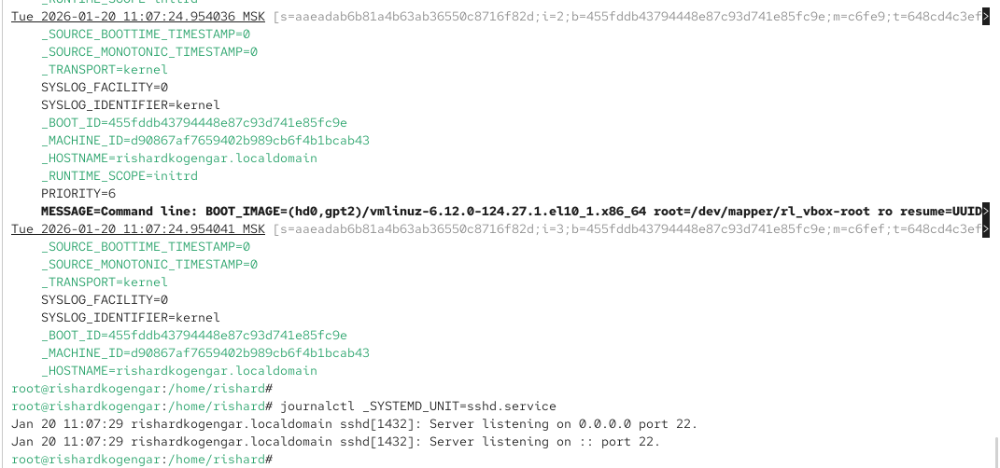 Tue 2026-01-20 11:07:24.954036 MSK [s=aaeadab6b81a4b63ab36550c8716f82d;i=2;b=455fddb43794448e87c93d741e85fc9e;m=c6fe9;t=648cd4c3ef>
_SOURCE_BOOTTIME_TIMESTAMP=0
_SOURCE_MONOTONIC_TIMESTAMP=0
_TRANSPORT=kernel
SYSLOG_FACILITY=0
SYSLOG_IDENTIFIER=kernel
_BOOT_ID=455fddb43794448e87c93d741e85fc9e
_MACHINE_ID=d90867af7659402b989cb6f4b1bcab43
_HOSTNAME=rishardkogengar.localdomain
_RUNTIME_SCOPE=initrd
PRIORITY=6
MESSAGE=Command line: BOOT_IMAGE=(hd0,gpt2)/vmlinuz-6.12.0-124.27.1.el10_1.x86_64 root=/dev/mapper/rl_vbox-root ro resume=UUID>
Tue 2026-01-20 11:07:24.954041 MSK [s=aaeadab6b81a4b63ab36550c8716f82d;i=3;b=455fddb43794448e87c93d741e85fc9e;m=c6fef;t=648cd4c3ef>
_SOURCE_BOOTTIME_TIMESTAMP=0
_SOURCE_MONOTONIC_TIMESTAMP=0
_TRANSPORT=kernel
SYSLOG_FACILITY=0
SYSLOG_IDENTIFIER=kernel
_BOOT_ID=455fddb43794448e87c93d741e85fc9e
_MACHINE_ID=d90867af7659402b989cb6f4b1bcab43
_HOSTNAME=rishardkogengar.localdomain
root@rishardkogengar:/home/rishard#
root@rishardkogengar:/home/rishard# journalctl _SYSTEMD_UNIT=sshd.service
Jan 20 11:07:29 rishardkogengar.localdomain sshd[1432]: Server listening on 0.0.0.0 port 22.
Jan 20 11:07:29 rishardkogengar.localdomain sshd[1432]: Server listening on :: port 22.
root@rishardkogengar:/home/rishard#